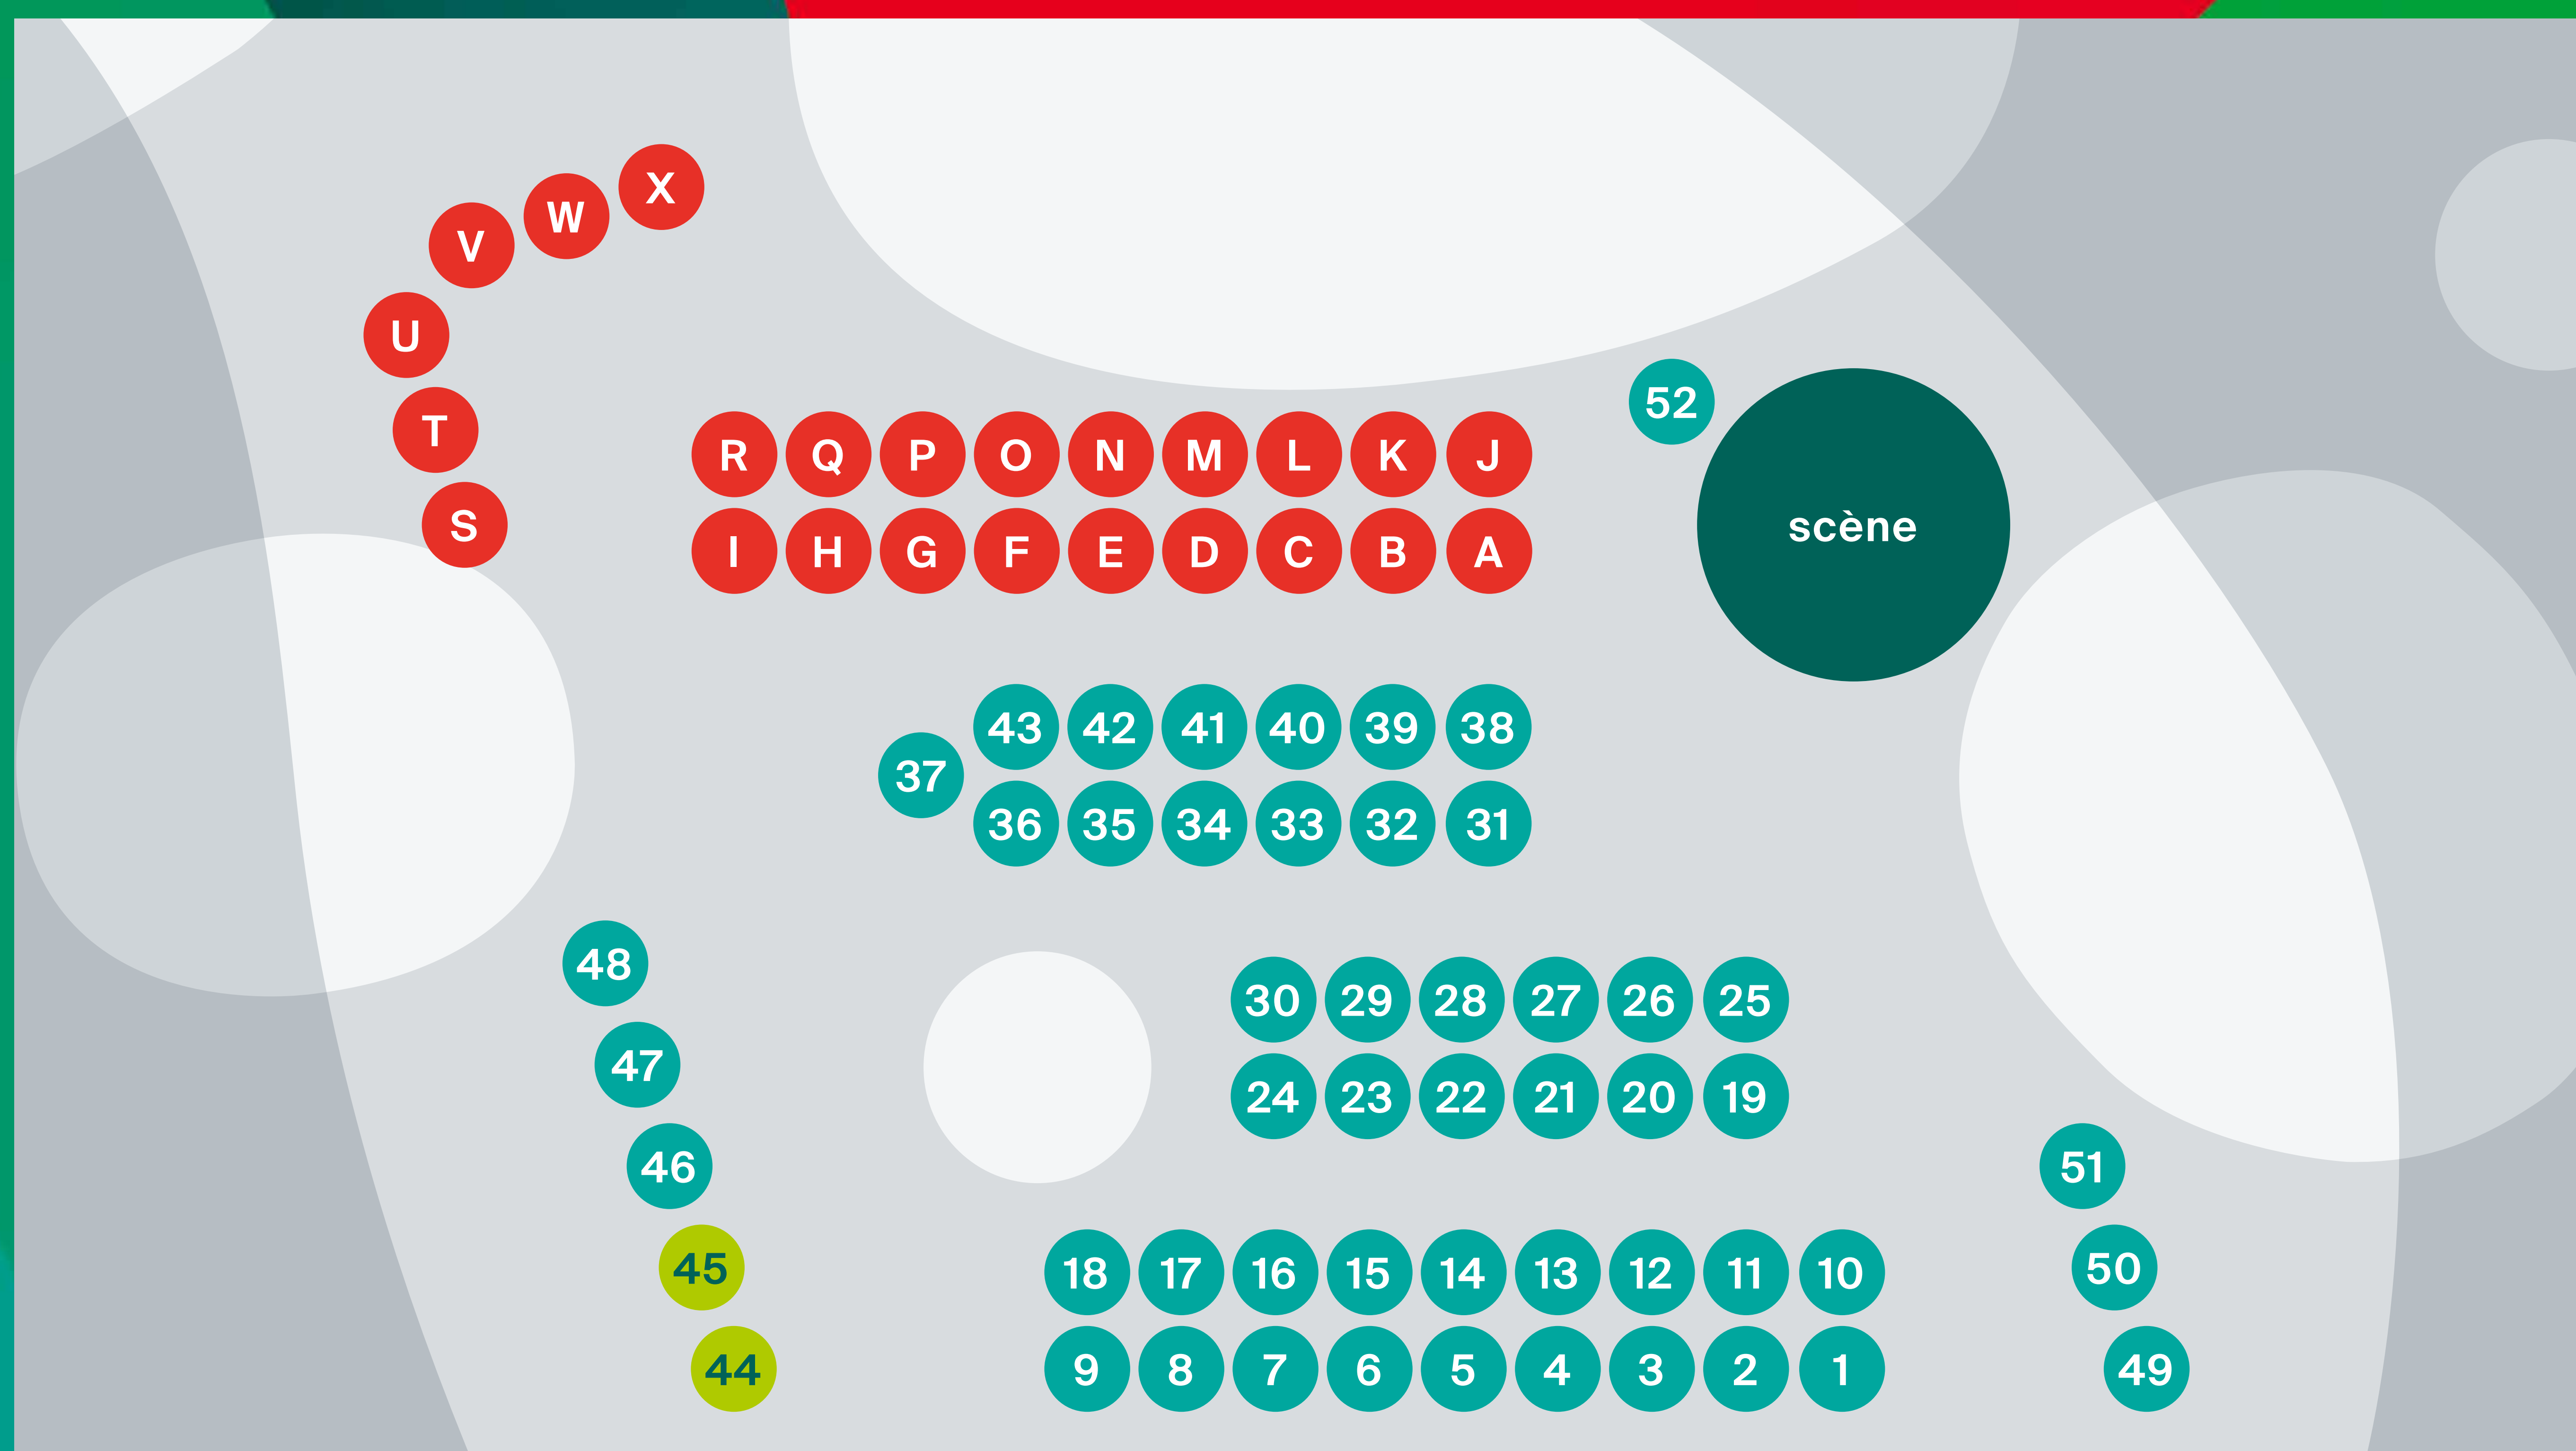 X
W
V
U
T
S
52
scène
R Q P O N M L K J
I H G F E D C B A
43 42 41 40 39 38
37
36 35 34 33 32 31
48
47
46
45
44
30 29 28 27 26 25
24 23 22 21 20 19
18 17 16 15 14 13 12 11 10
9 8 7 6 5 4 3 2 1
51
50
49